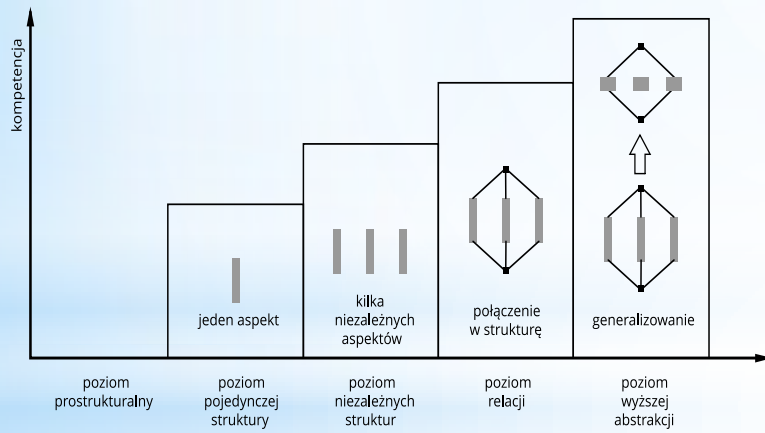 kompetencja
jeden aspekt
kilka
niezależnych
aspektów
połączenie
w strukturę
generalizowanie
poziom
prostrukturalny
poziom
pojedynczej
struktury
poziom
niezależnych
struktur
poziom
relacji
poziom
wyższej
abstrakcji